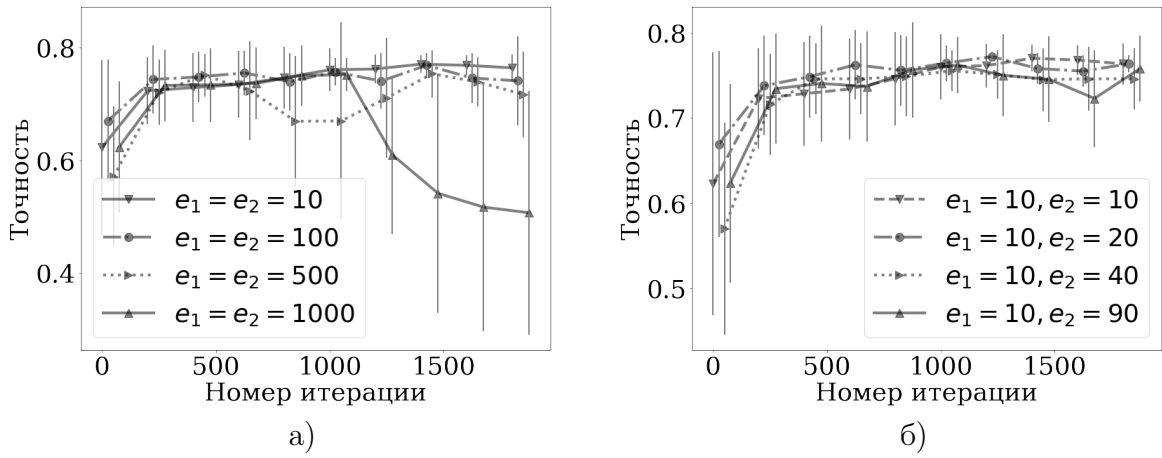 0.8
0.6
0.4
Точность
e₁ = e₂ = 10
e₁ = e₂ = 100
e₁ = e₂ = 500
e₁ = e₂ = 1000
0 500 1000 1500
Номер итерации
а)
0.8
0.7
0.6
0.5
Точность
e₁ = 10, e₂ = 10
e₁ = 10, e₂ = 20
e₁ = 10, e₂ = 40
e₁ = 10, e₂ = 90
0 500 1000 1500
Номер итерации
б)